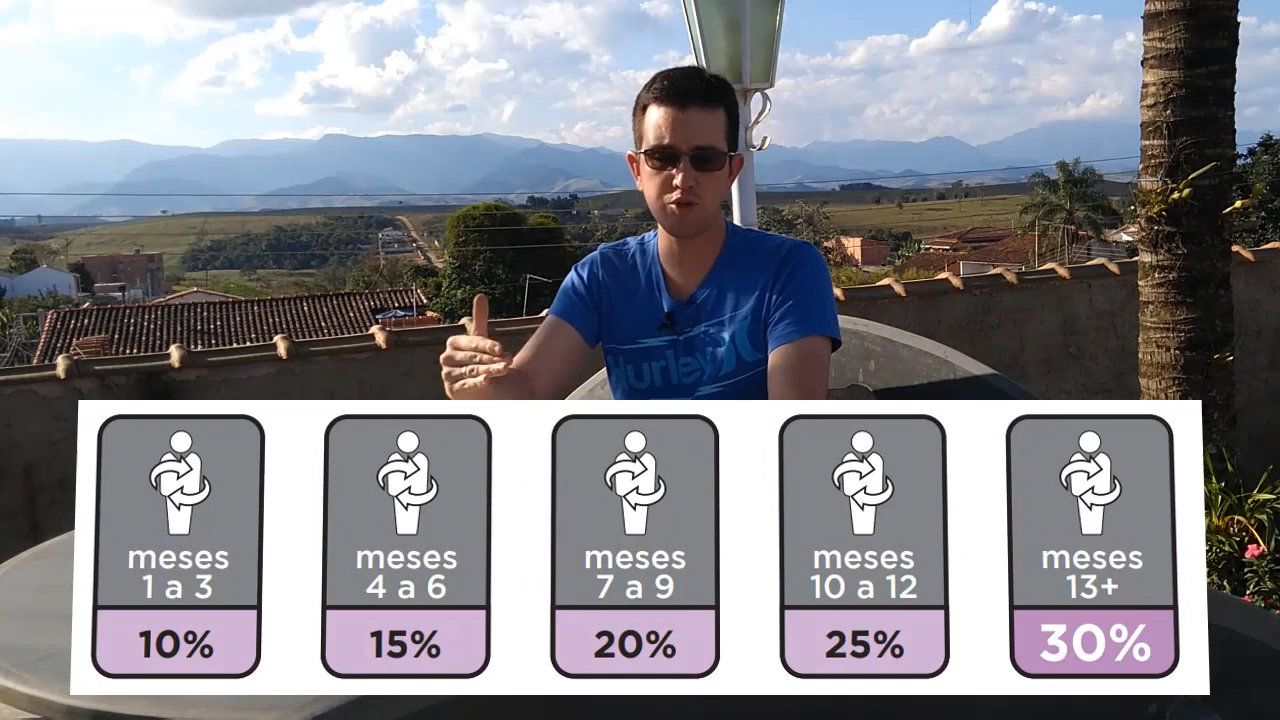 Hurley
meses
1 a 3
10%
meses
4 a 6
15%
meses
7 a 9
20%
meses
10 a 12
25%
meses
13+
30%